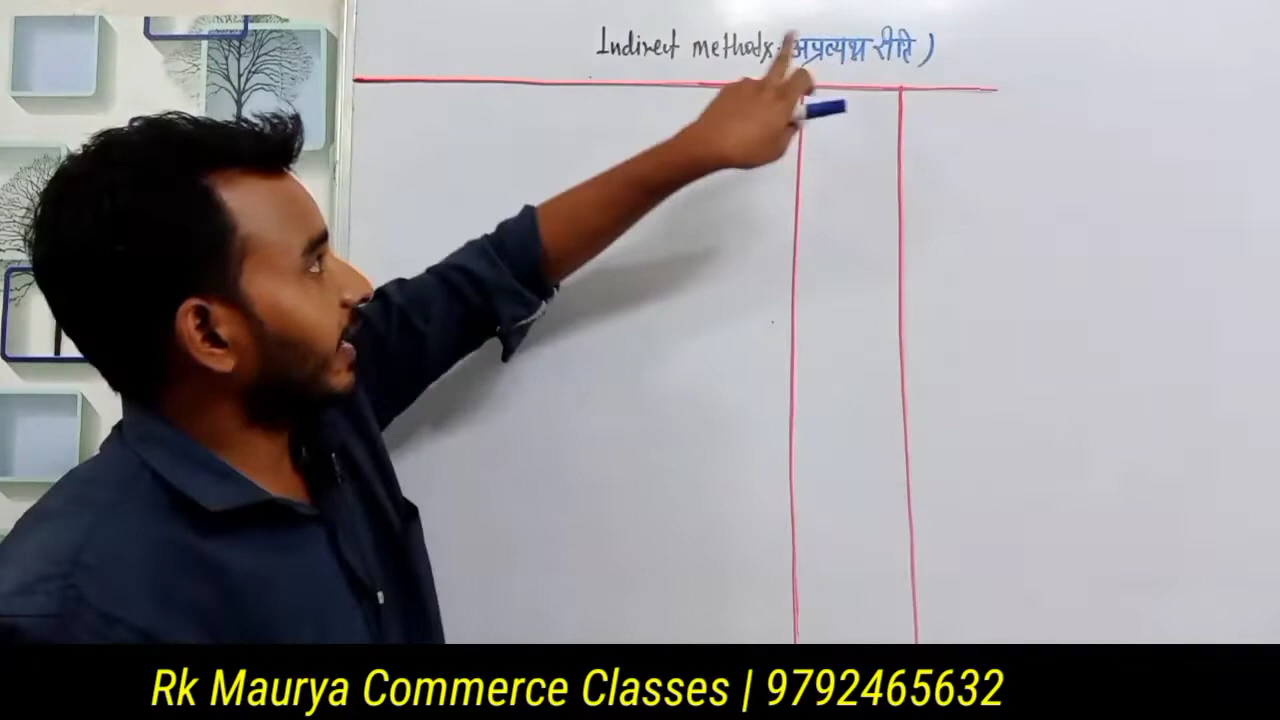 Indirect methods (अप्रत्यक्ष रीति )
Rk Maurya Commerce Classes | 9792465632